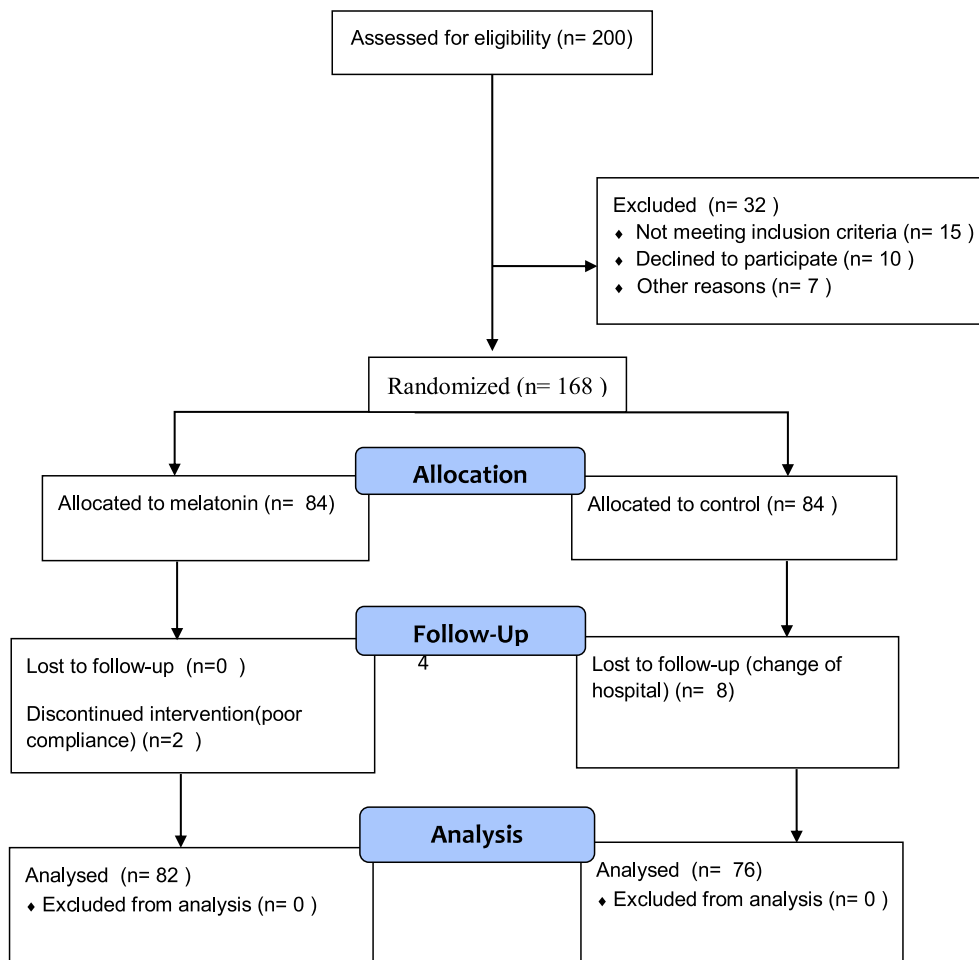 Assessed for eligibility (n= 200)
Excluded (n= 32 )
♦ Not meeting inclusion criteria (n= 15 )
♦ Declined to participate (n= 10 )
♦ Other reasons (n= 7 )
Randomized (n= 168 )
Allocation
Allocated to melatonin (n= 84)
Allocated to control (n= 84 )
Follow-Up
4
Lost to follow-up (n=0 )
Discontinued intervention(poor
compliance) (n=2 )
Lost to follow-up (change of
hospital) (n= 8)
Analysis
Analysed (n= 82 )
♦ Excluded from analysis (n= 0 )
Analysed (n= 76)
♦ Excluded from analysis (n= 0 )